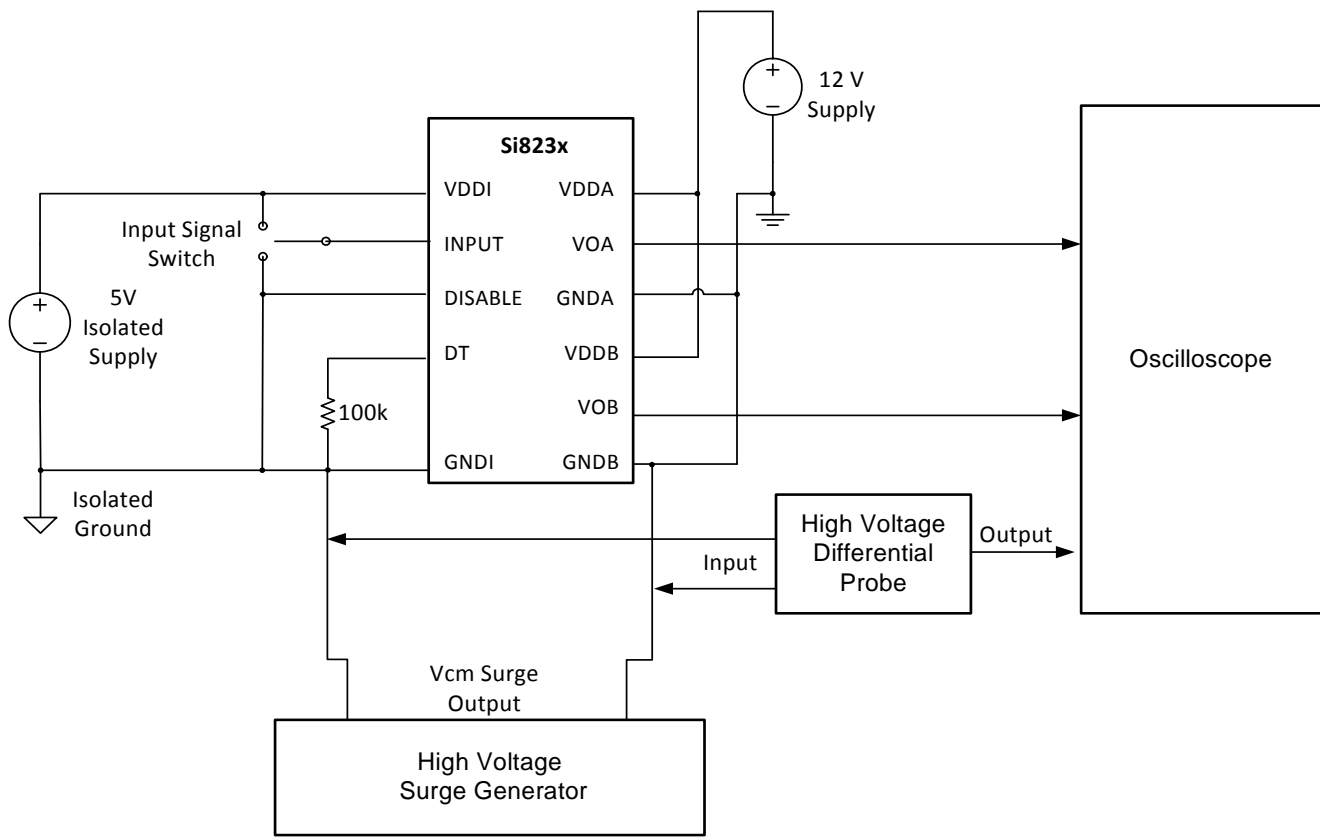 12 V
Supply
Si823x
VDDI
VDDA
Input Signal
Switch
INPUT
VOA
5V
Isolated
Supply
DISABLE
GNDA
DT
VDDB
Oscilloscope
100k
VOB
GNDI
GNDB
Isolated
Ground
High Voltage
Differential
Probe
Output
Input
Vcm Surge
Output
High Voltage
Surge Generator